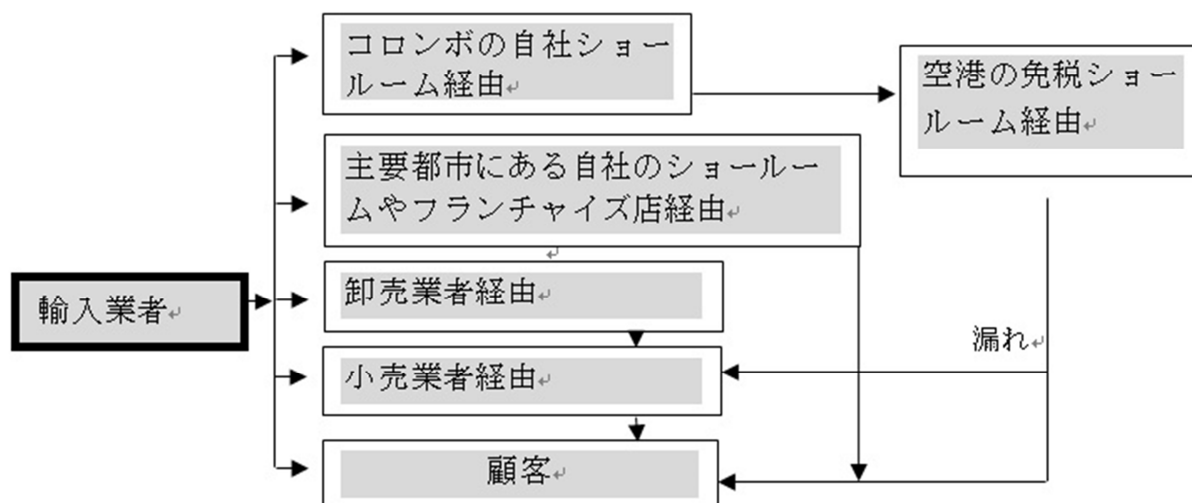 コロンボの自社ショー
ルーム経由
空港の免税ショー
ルーム経由
主要都市にある自社のショールー
ムやフランチャイズ店経由
輸入業者
卸売業者経由
漏れ
小売業者経由
顧客